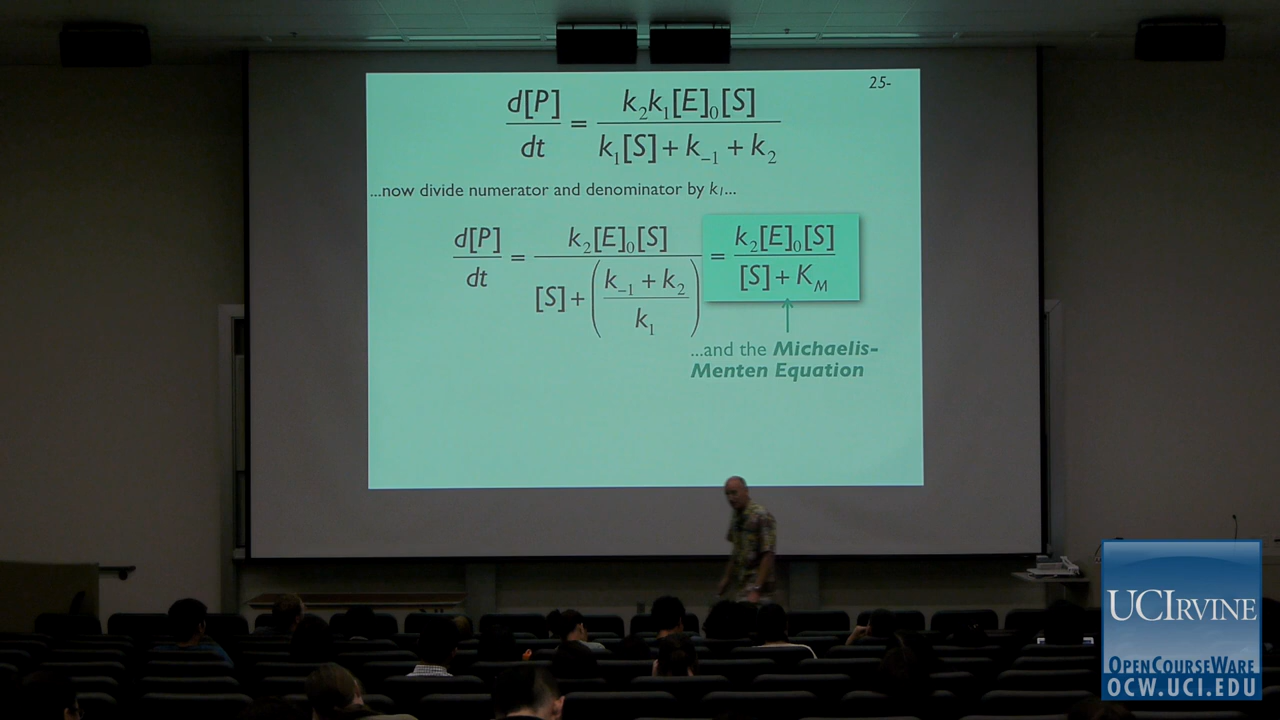 25-
d[P]/dt = k₂k₁[E]₀[S] / k₁[S] + k₋₁ + k₂
...now divide numerator and denominator by k₁...
d[P]/dt = k₂[E]₀[S] / [S] + ((k₋₁ + k₂) / k₁) = k₂[E]₀[S] / [S] + K_M
...and the Michaelis-
Menten Equation
UCIRVINE
OPENCOURSEWARE
OCW.UCI.EDU